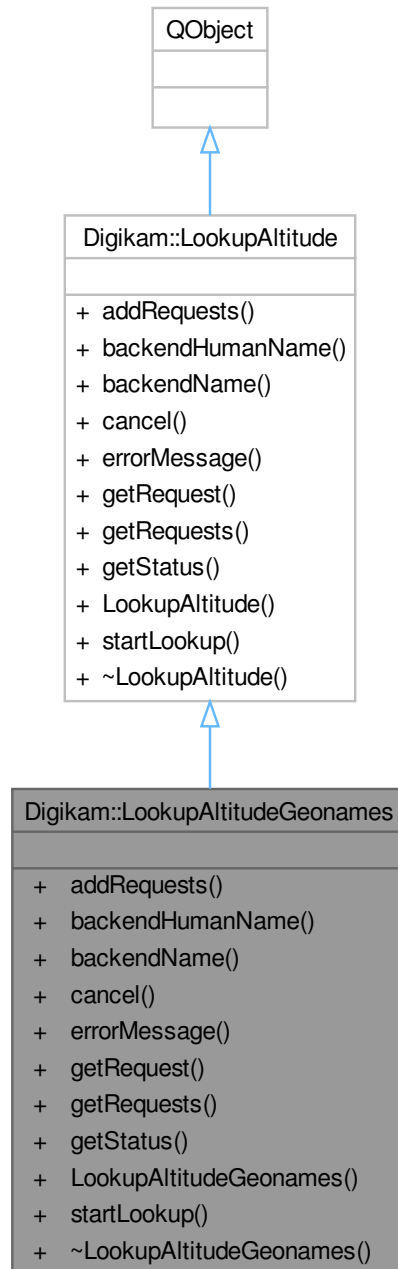 QObject
Digikam::LookupAltitude
+ addRequests()
+ backendHumanName()
+ backendName()
+ cancel()
+ errorMessage()
+ getRequest()
+ getRequests()
+ getStatus()
+ LookupAltitude()
+ startLookup()
+ ~LookupAltitude()
Digikam::LookupAltitudeGeonames
+ addRequests()
+ backendHumanName()
+ backendName()
+ cancel()
+ errorMessage()
+ getRequest()
+ getRequests()
+ getStatus()
+ LookupAltitudeGeonames()
+ startLookup()
+ ~LookupAltitudeGeonames()